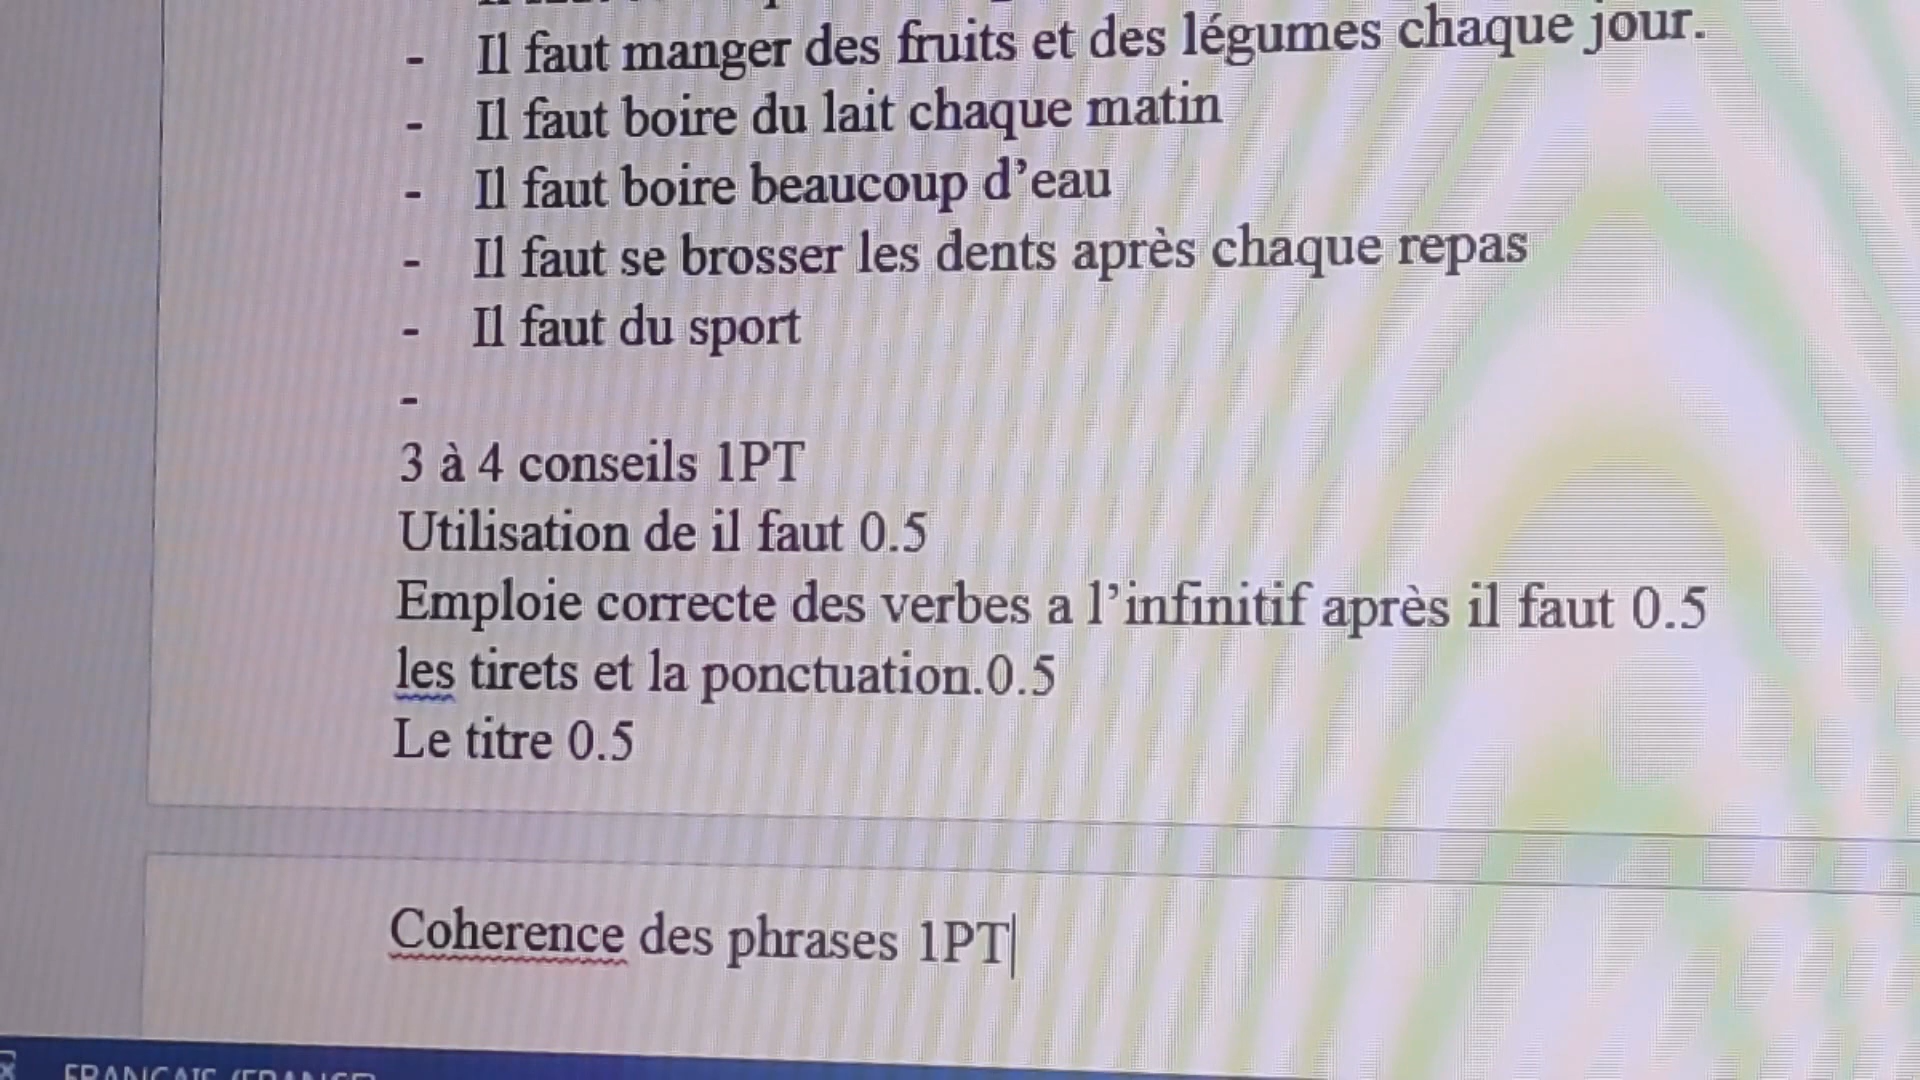 - Il faut manger des fruits et des légumes chaque jour.
- Il faut boire du lait chaque matin
- Il faut boire beaucoup d’eau
- Il faut se brosser les dents après chaque repas
- Il faut du sport
-
3 à 4 conseils 1PT
Utilisation de il faut 0.5
Emploie correcte des verbes a l’infinitif après il faut 0.5
les tirets et la ponctuation.0.5
Le titre 0.5
Coherence des phrases 1PT
FRANÇAIS (FRANCE)